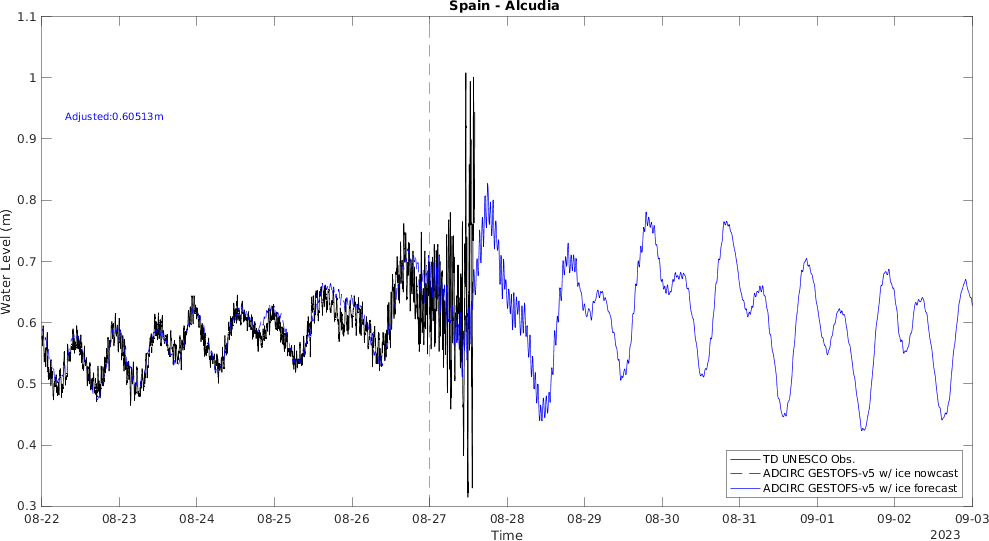 Spain - Alcudia
1.1
1
0.9
0.8
0.7
0.6
0.5
0.4
0.3
Water Level (m)
Adjusted:0.60513m
TD UNESCO Obs.
ADCIRC GESTOFS-v5 w/ ice nowcast
ADCIRC GESTOFS-v5 w/ ice forecast
08-22 08-23 08-24 08-25 08-26 08-27 08-28 08-29 08-30 08-31 09-01 09-02 09-03
Time
2023